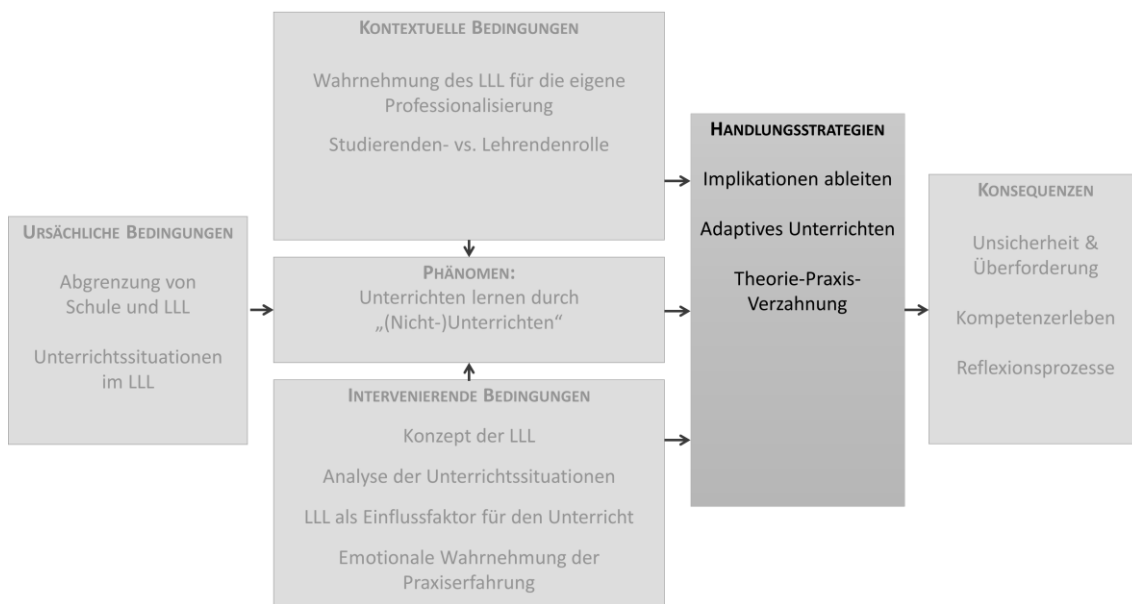 KONTEXTUELLE BEDINGUNGEN
Wahrnehmung des LLL für die eigene
Professionalisierung
Studierenden- vs. Lehrendenrolle
URSÄCHLICHE BEDINGUNGEN
Abgrenzung von
Schule und LLL
Unterrichtssituationen
im LLL
PHÄNOMEN:
Unterrichten lernen durch
„(Nicht-)Unterrichten“
INTERVENIERENDE BEDINGUNGEN
Konzept der LLL
Analyse der Unterrichtssituationen
LLL als Einflussfaktor für den Unterricht
Emotionale Wahrnehmung der
Praxiserfahrung
HANDLUNGSSTRATEGIEN
Implikationen ableiten
Adaptives Unterrichten
Theorie-Praxis-
Verzahnung
KONSEQUENZEN
Unsicherheit &
Überforderung
Kompetenzerleben
Reflexionsprozesse